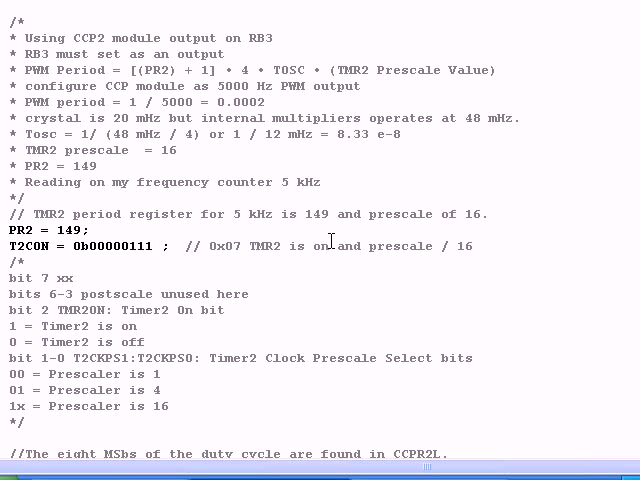 /*
* Using CCP2 module output on RB3
* RB3 must set as an output
* PWM Period = [(PR2) + 1] • 4 • TOSC • (TMR2 Prescale Value)
* configure CCP module as 5000 Hz PWM output
* PWM period = 1 / 5000 = 0.0002
* crystal is 20 mHz but internal multipliers operates at 48 mHz.
* Tosc = 1/ (48 mHz / 4) or 1 / 12 mHz = 8.33 e-8
* TMR2 prescale  = 16
* PR2 = 149
* Reading on my frequency counter 5 kHz
*/
// TMR2 period register for 5 kHz is 149 and prescale of 16.
PR2 = 149;
T2CON = 0b00000111 ;  // 0x07 TMR2 is on and prescale / 16
/*
bit 7 xx
bits 6-3 postscale unused here
bit 2 TMR2ON: Timer2 On bit
1 = Timer2 is on
0 = Timer2 is off
bit 1-0 T2CKPS1:T2CKPS0: Timer2 Clock Prescale Select bits
00 = Prescaler is 1
01 = Prescaler is 4
1x = Prescaler is 16
*/
//The eight MSbs of the duty cycle are found in CCPR2L.